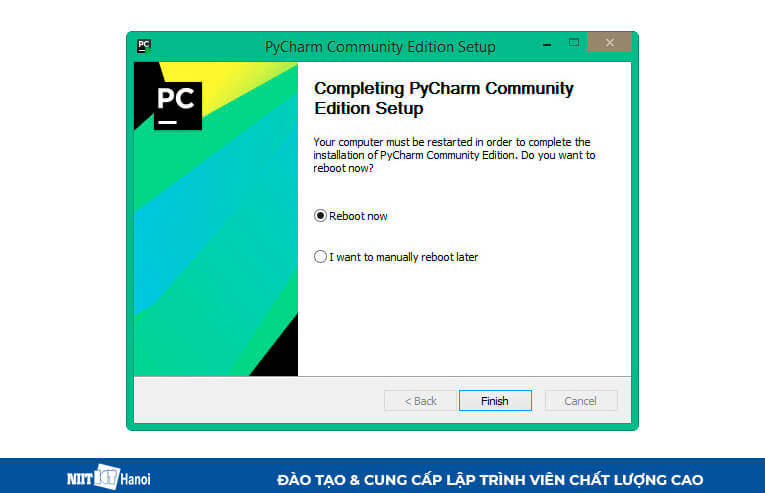 PC
PyCharm Community Edition Setup
PC
Completing PyCharm Community
Edition Setup
Your computer must be restarted in order to complete the
installation of PyCharm Community Edition. Do you want to
reboot now?
Reboot now
I want to manually reboot later
< Back
Finish
Cancel
NIIT ICT Hanoi
ĐÀO TẠO & CUNG CẤP LẬP TRÌNH VIÊN CHẤT LƯỢNG CAO